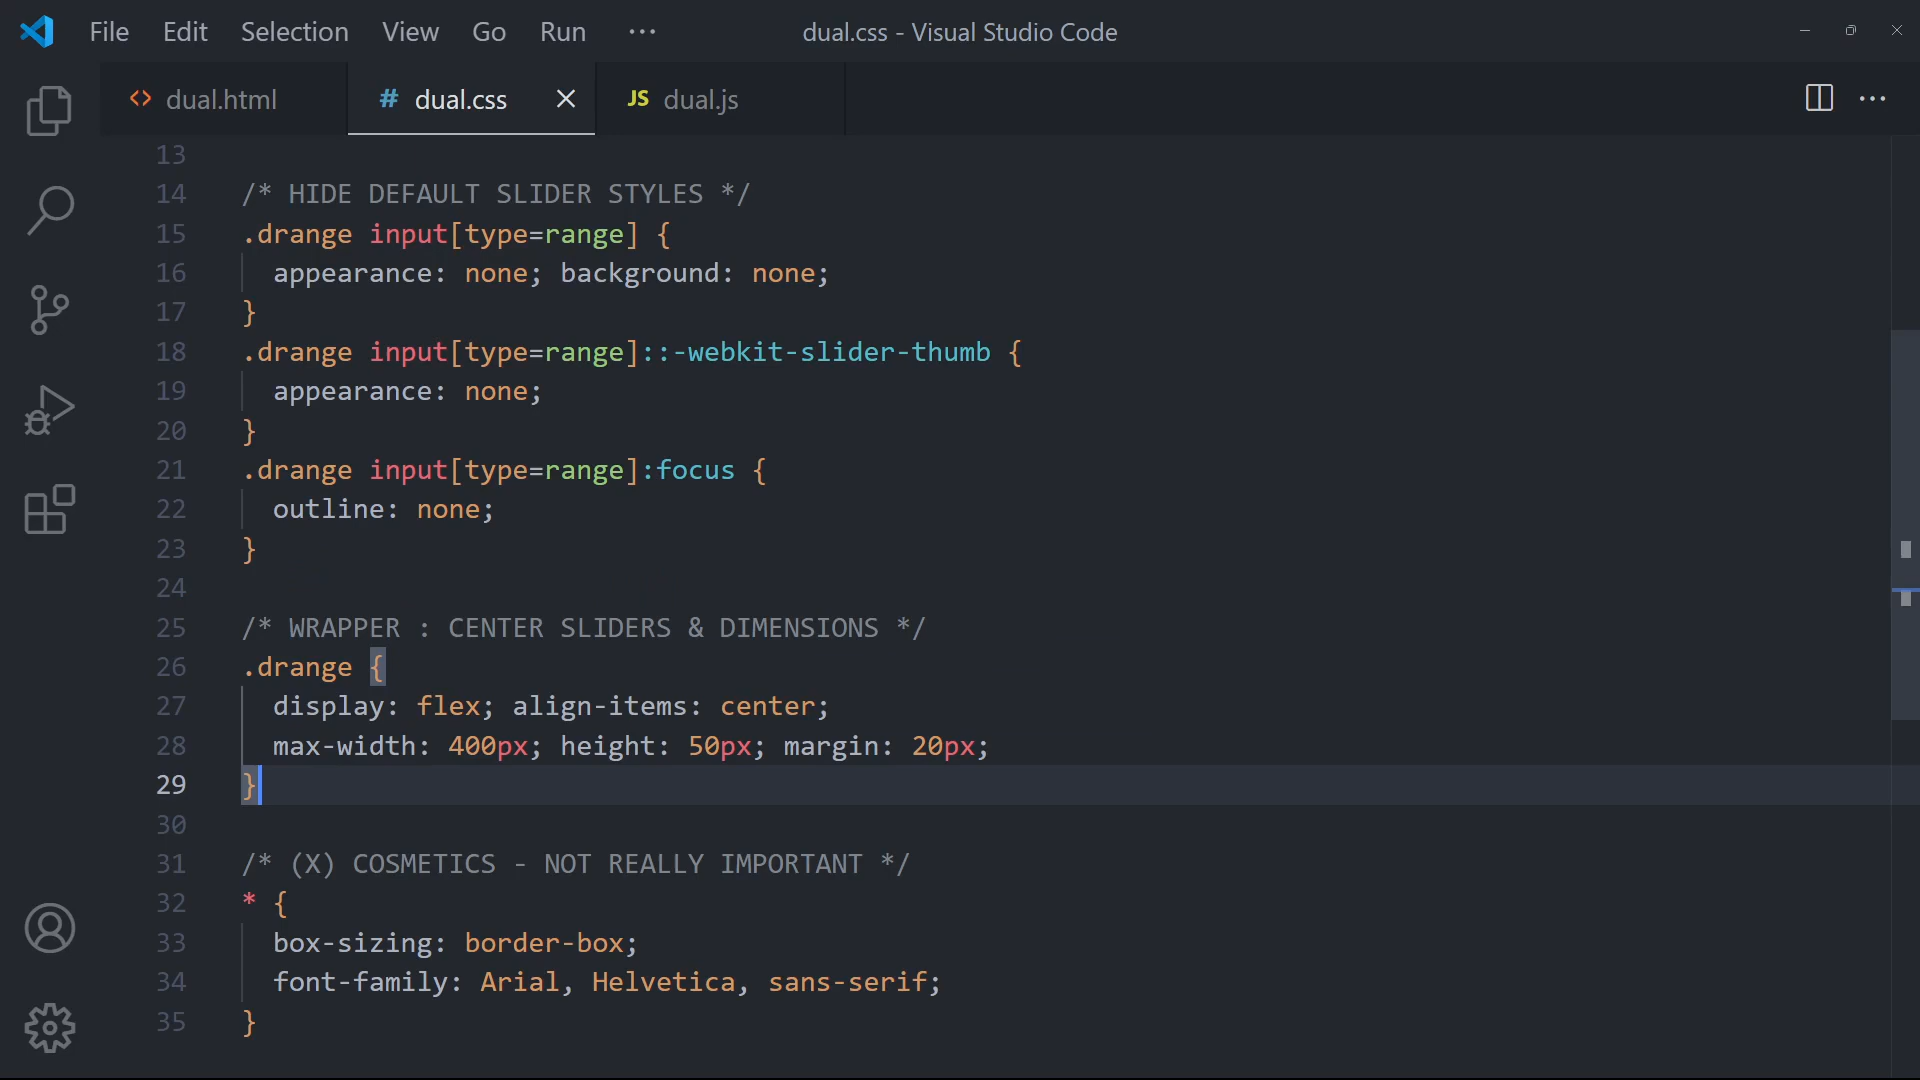 File Edit Selection View Go Run ··· dual.css - Visual Studio Code
<> dual.html # dual.css JS dual.js
13
14 /* HIDE DEFAULT SLIDER STYLES */
15 .drange input[type=range] {
16 appearance: none; background: none;
17 }
18 .drange input[type=range]::-webkit-slider-thumb {
19 appearance: none;
20 }
21 .drange input[type=range]:focus {
22 outline: none;
23 }
24
25 /* WRAPPER : CENTER SLIDERS & DIMENSIONS */
26 .drange {
27 display: flex; align-items: center;
28 max-width: 400px; height: 50px; margin: 20px;
29 }
30
31 /* (X) COSMETICS - NOT REALLY IMPORTANT */
32 * {
33 box-sizing: border-box;
34 font-family: Arial, Helvetica, sans-serif;
35 }